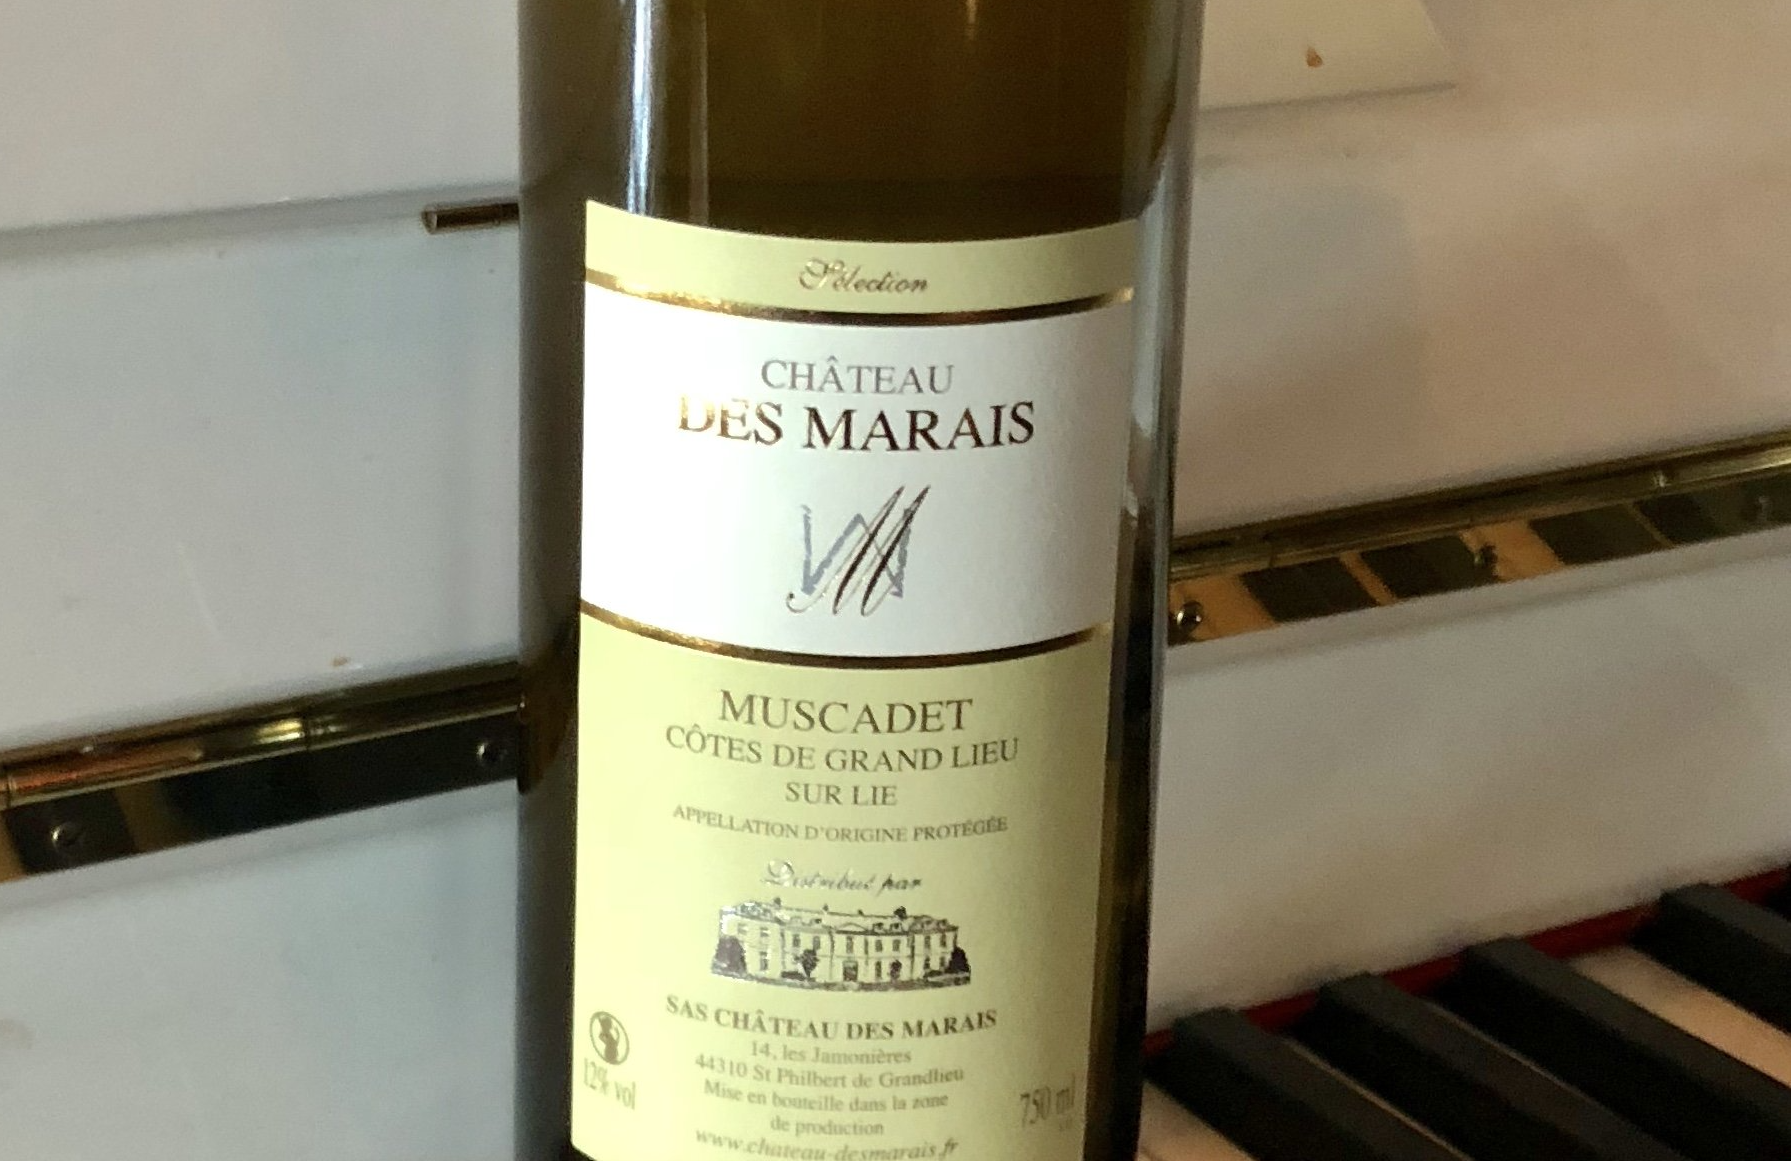 Sélection
CHÂTEAU
DES MARAIS
MUSCADET
CÔTES DE GRAND LIEU
SUR LIE
APPELLATION D'ORIGINE PROTÉGÉE
Distribué par
SAS CHÂTEAU DES MARAIS
14, les Jamonières
44310 St Philbert de Grandlieu
Mise en bouteille dans la zone
de production
www.chateau-desmarais.fr
12% vol
750 ml